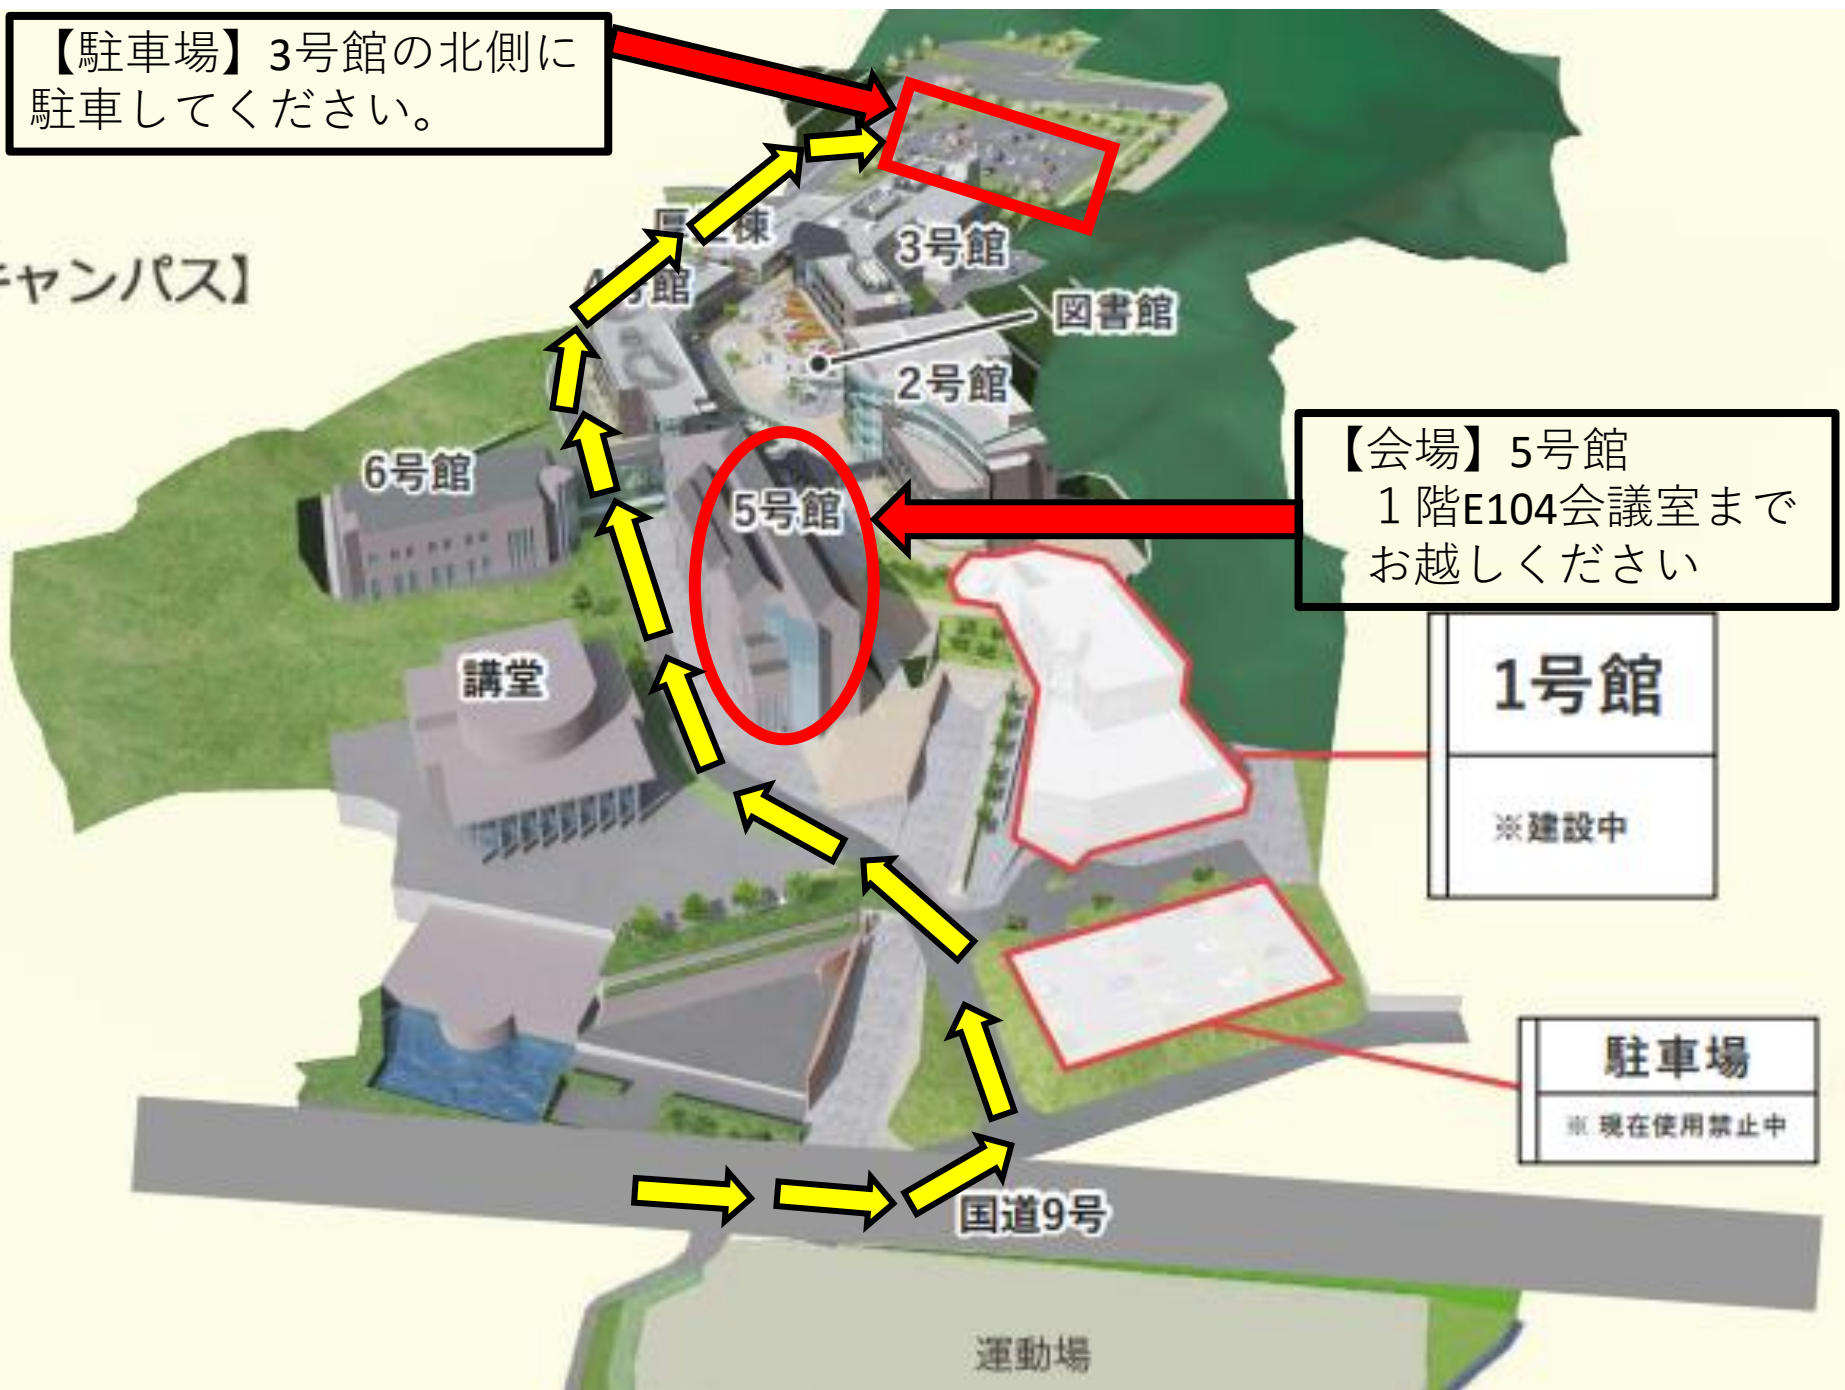 【駐車場】3号館の北側に
駐車してください。
キャンパス】
3号館
4号館
図書館
2号館
6号館
5号館
【会場】5号館
１階E104会議室まで
お越しください
講堂
1号館
※建設中
駐車場
※ 現在使用禁止中
国道9号
運動場